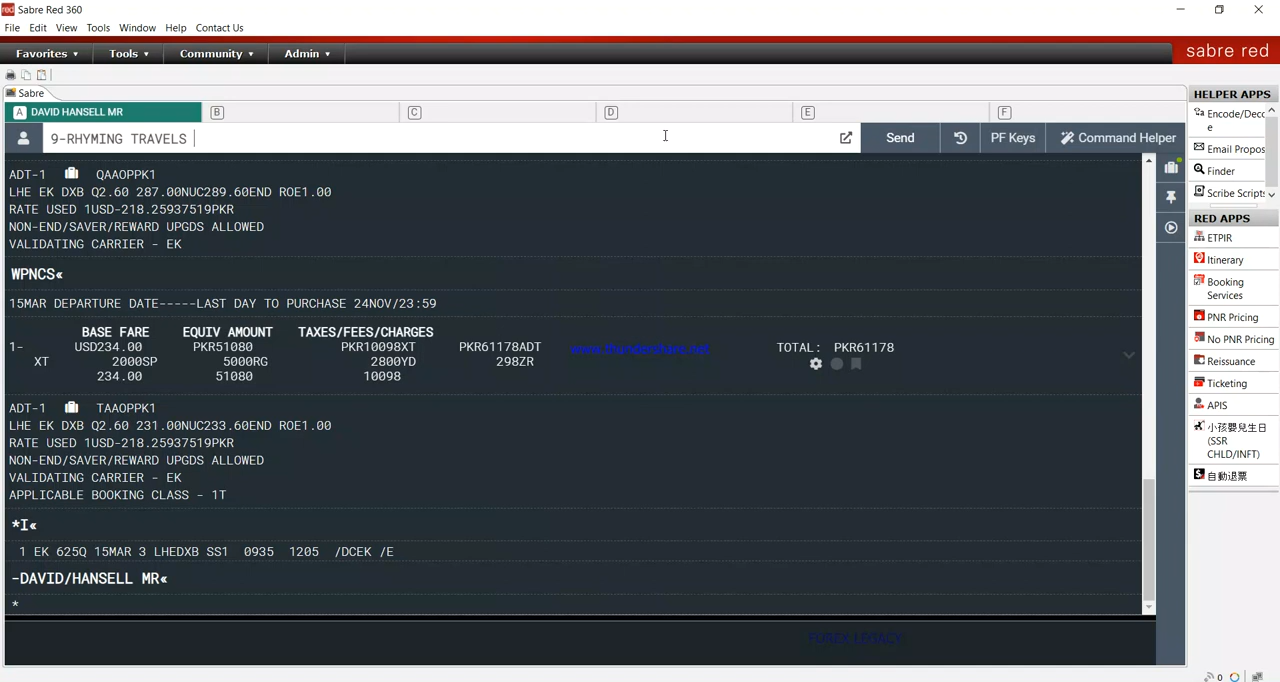 Sabre Red 360
File Edit View Tools Window Help Contact Us
Favorites Tools Community Admin
sabre red
Sabre
A DAVID HANSELL MR B C D E F
9-RHYMING TRAVELS
Send PF Keys Command Helper
ADT-1 QAAOPPK1
LHE EK DXB Q2.60 287.00NUC289.60END ROE1.00
RATE USED 1USD-218.25937519PKR
NON-END/SAVER/REWARD UPGDS ALLOWED
VALIDATING CARRIER - EK
WPNCS«
15MAR DEPARTURE DATE-----LAST DAY TO PURCHASE 24NOV/23:59
BASE FARE EQUIV AMOUNT TAXES/FEES/CHARGES
1- USD234.00 PKR51080 PKR10098XT PKR61178ADT TOTAL: PKR61178
www.thundershare.net
XT 2000SP 5000RG 2800YD 298ZR
234.00 51080 10098
ADT-1 TAAOPPK1
LHE EK DXB Q2.60 231.00NUC233.60END ROE1.00
RATE USED 1USD-218.25937519PKR
NON-END/SAVER/REWARD UPGDS ALLOWED
VALIDATING CARRIER - EK
APPLICABLE BOOKING CLASS - 1T
*I«
1 EK 625Q 15MAR 3 LHEDXB SS1 0935 1205 /DCEK /E
-DAVID/HANSELL MR«
*
FOREX LEGACY
HELPER APPS
Encode/Deco
e
Email Propos
Finder
Scribe Scripts
RED APPS
ETPIR
Itinerary
Booking
Services
PNR Pricing
No PNR Pricing
Reissuance
Ticketing
APIS
小孩嬰兒生日
(SSR
CHLD/INFT)
自動退票
0